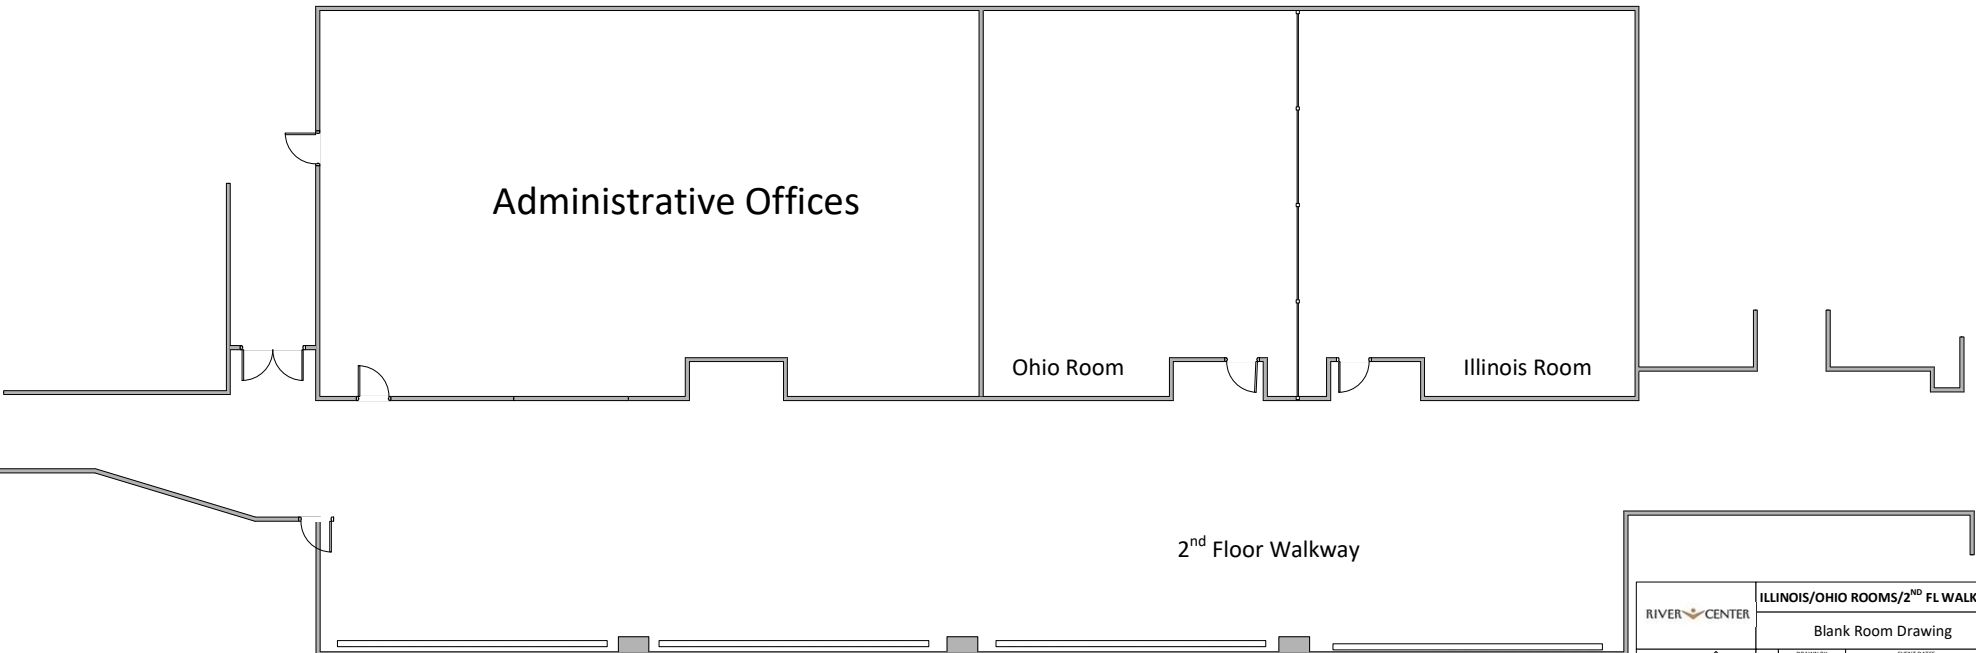 Administrative Offices
Ohio Room
Illinois Room
2nd Floor Walkway
RIVER CENTER
ILLINOIS/OHIO ROOMS/2ND FL WALK
Blank Room Drawing